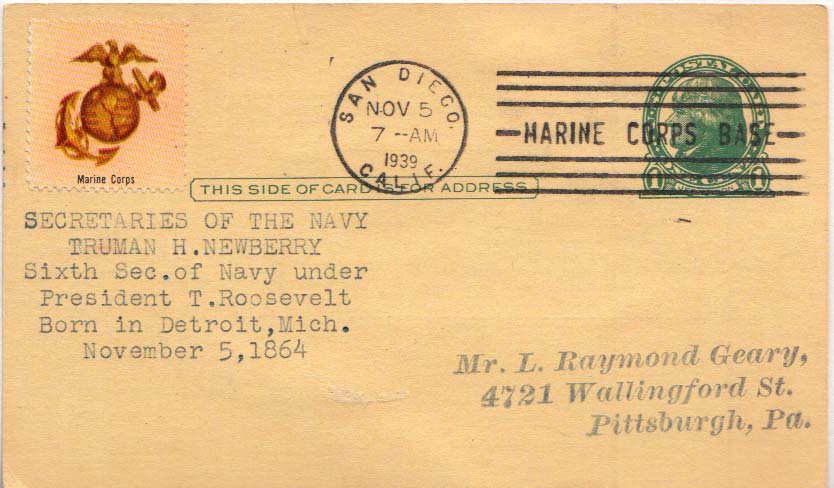 Marine Corps
SAN DIEGO.
NOV 5
7 --AM
1939
CALIF.
MARINE CORPS BASE
THIS SIDE OF CARD IS FOR ADDRESS
SECRETARIES OF THE NAVY
TRUMAN H.NEWBERRY
Sixth Sec.of Navy under
President T.Roosevelt
Born in Detroit,Mich.
November 5,1864
Mr. L. Raymond Geary,
4721 Wallingford St.
Pittsburgh, Pa.